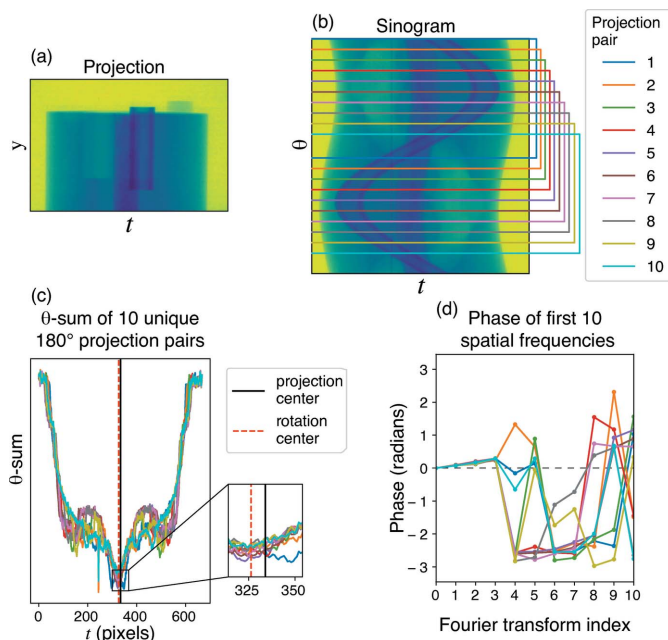 (a)
Projection
y
t
(b)
Sinogram
θ
t
Projection
pair
1
2
3
4
5
6
7
8
9
10
(c)
θ-sum of 10 unique
180° projection pairs
θ-sum
0 200 400 600
t (pixels)
projection
center
rotation
center
325 350
(d)
Phase of first 10
spatial frequencies
Phase (radians)
3
2
1
0
−1
−2
−3
0 1 2 3 4 5 6 7 8 9 10
Fourier transform index